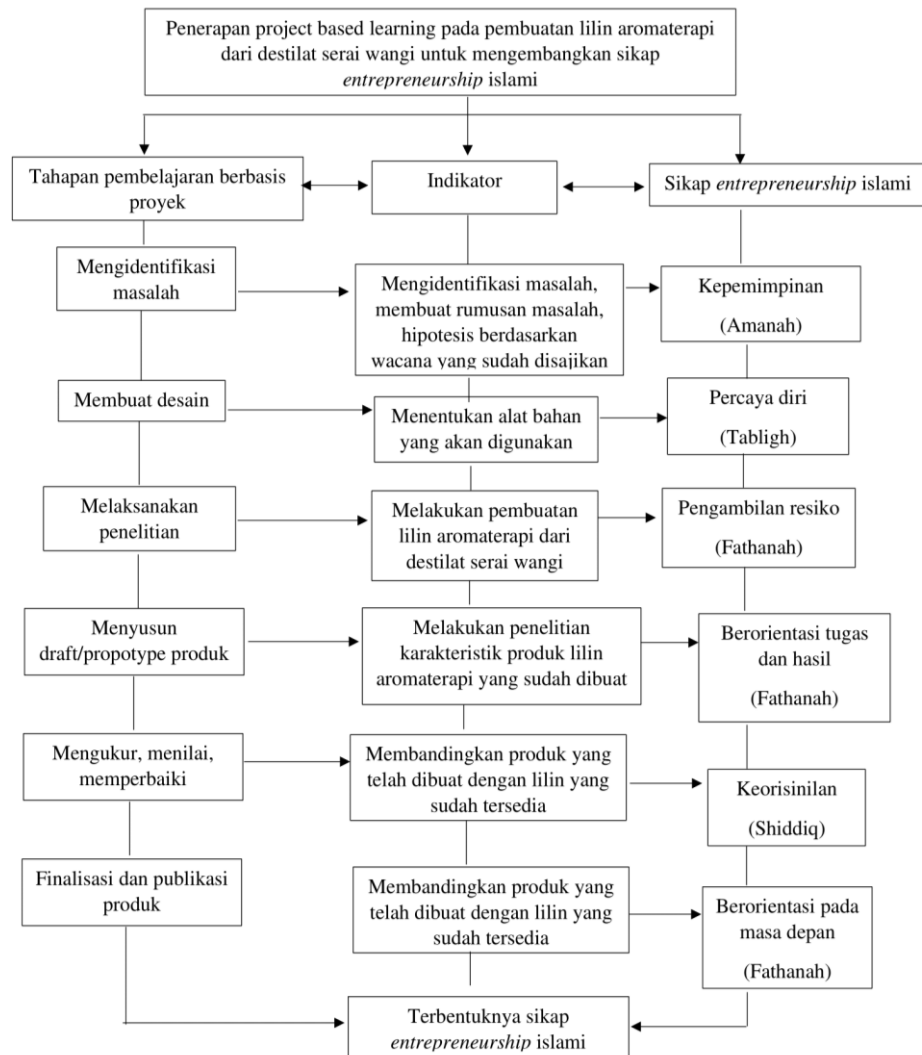 Penerapan project based learning pada pembuatan lilin aromaterapi
dari destilat serai wangi untuk mengembangkan sikap
entrepreneurship islami
Tahapan pembelajaran berbasis
proyek
Indikator
Sikap entrepreneurship islami
Mengidentifikasi
masalah
Mengidentifikasi masalah,
membuat rumusan masalah,
hipotesis berdasarkan
wacana yang sudah disajikan
Kepemimpinan
(Amanah)
Membuat desain
Menentukan alat bahan
yang akan digunakan
Percaya diri
(Tabligh)
Melaksanakan
penelitian
Melakukan pembuatan
lilin aromaterapi dari
destilat serai wangi
Pengambilan resiko
(Fathanah)
Menyusun
draft/propotype produk
Melakukan penelitian
karakteristik produk lilin
aromaterapi yang sudah dibuat
Berorientasi tugas
dan hasil
(Fathanah)
Mengukur, menilai,
memperbaiki
Membandingkan produk yang
telah dibuat dengan lilin yang
sudah tersedia
Keorisinilan
(Shiddiq)
Finalisasi dan publikasi
produk
Membandingkan produk yang
telah dibuat dengan lilin yang
sudah tersedia
Berorientasi pada
masa depan
(Fathanah)
Terbentuknya sikap
entrepreneurship islami